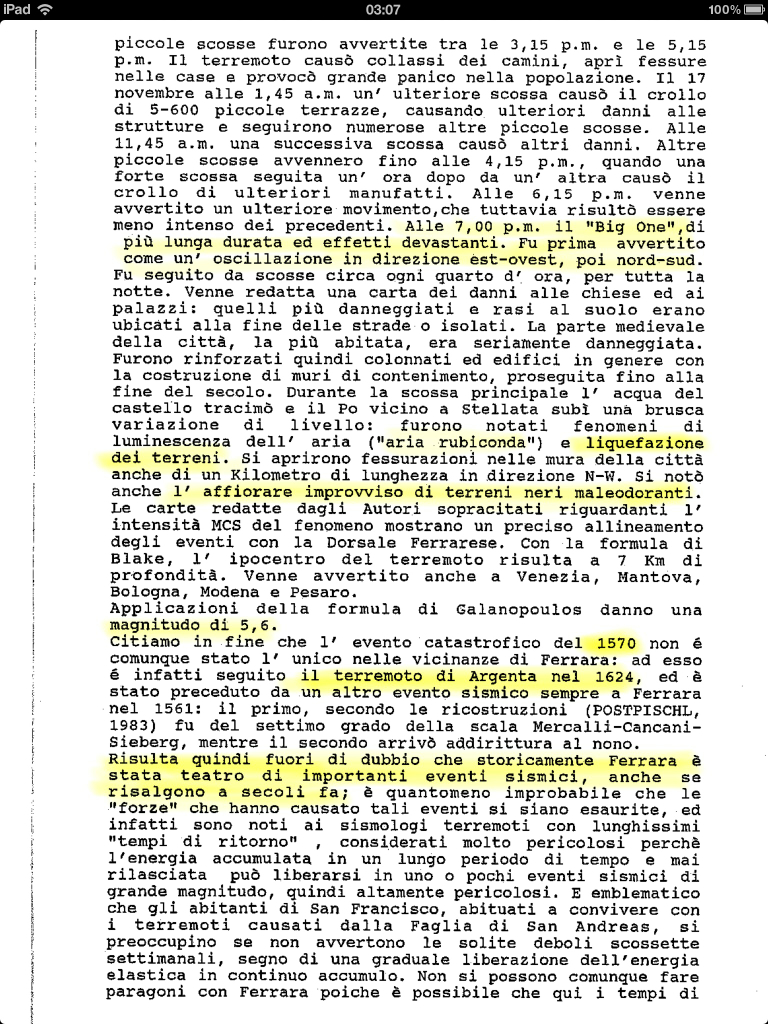 iPad 03:07 100%
piccole scosse furono avvertite tra le 3,15 p.m. e le 5,15
p.m. Il terremoto causò collassi dei camini, aprì fessure
nelle case e provocò grande panico nella popolazione. Il 17
novembre alle 1,45 a.m. un' ulteriore scossa causò il crollo
di 5-600 piccole terrazze, causando ulteriori danni alle
strutture e seguirono numerose altre piccole scosse. Alle
11,45 a.m. una successiva scossa causò altri danni. Altre
piccole scosse avvennero fino alle 4,15 p.m., quando una
forte scossa seguita un' ora dopo da un' altra causò il
crollo di ulteriori manufatti. Alle 6,15 p.m. venne
avvertito un ulteriore movimento,che tuttavia risultò essere
meno intenso dei precedenti. Alle 7,00 p.m. il "Big One",di
più lunga durata ed effetti devastanti. Fu prima avvertito
come un' oscillazione in direzione est-ovest, poi nord-sud.
Fu seguito da scosse circa ogni quarto d' ora, per tutta la
notte. Venne redatta una carta dei danni alle chiese ed ai
palazzi: quelli più danneggiati e rasi al suolo erano
ubicati alla fine delle strade o isolati. La parte medievale
della città, la più abitata, era seriamente danneggiata.
Furono rinforzati quindi colonnati ed edifici in genere con
la costruzione di muri di contenimento, proseguita fino alla
fine del secolo. Durante la scossa principale l' acqua del
castello tracimò e il Po vicino a Stellata subì una brusca
variazione di livello: furono notati fenomeni di
luminescenza dell' aria ("aria rubiconda") e liquefazione
dei terreni. Si aprirono fessurazioni nelle mura della città
anche di un Kilometro di lunghezza in direzione N-W. Si notò
anche l' affiorare improvviso di terreni neri maleodoranti.
Le carte redatte dagli Autori sopracitati riguardanti l'
intensità MCS del fenomeno mostrano un preciso allineamento
degli eventi con la Dorsale Ferrarese. Con la formula di
Blake, l' ipocentro del terremoto risulta a 7 Km di
profondità. Venne avvertito anche a Venezia, Mantova,
Bologna, Modena e Pesaro.
Applicazioni della formula di Galanopoulos danno una
magnitudo di 5,6.
Citiamo in fine che l' evento catastrofico del 1570 non é
comunque stato l' unico nelle vicinanze di Ferrara: ad esso
é infatti seguito il terremoto di Argenta nel 1624, ed è
stato preceduto da un altro evento sismico sempre a Ferrara
nel 1561: il primo, secondo le ricostruzioni (POSTPISCHL,
1983) fu del settimo grado della scala Mercalli-Cancani-
Sieberg, mentre il secondo arrivò addirittura al nono.
Risulta quindi fuori di dubbio che storicamente Ferrara è
stata teatro di importanti eventi sismici, anche se
risalgono a secoli fa; è quantomeno improbabile che le
"forze" che hanno causato tali eventi si siano esaurite, ed
infatti sono noti ai sismologi terremoti con lunghissimi
"tempi di ritorno" , considerati molto pericolosi perchè
l'energia accumulata in un lungo periodo di tempo e mai
rilasciata può liberarsi in uno o pochi eventi sismici di
grande magnitudo, quindi altamente pericolosi. E emblematico
che gli abitanti di San Francisco, abituati a convivere con
i terremoti causati dalla Faglia di San Andreas, si
preoccupino se non avvertono le solite deboli scossette
settimanali, segno di una graduale liberazione dell'energia
elastica in continuo accumulo. Non si possono comunque fare
paragoni con Ferrara poiche è possibile che qui i tempi di